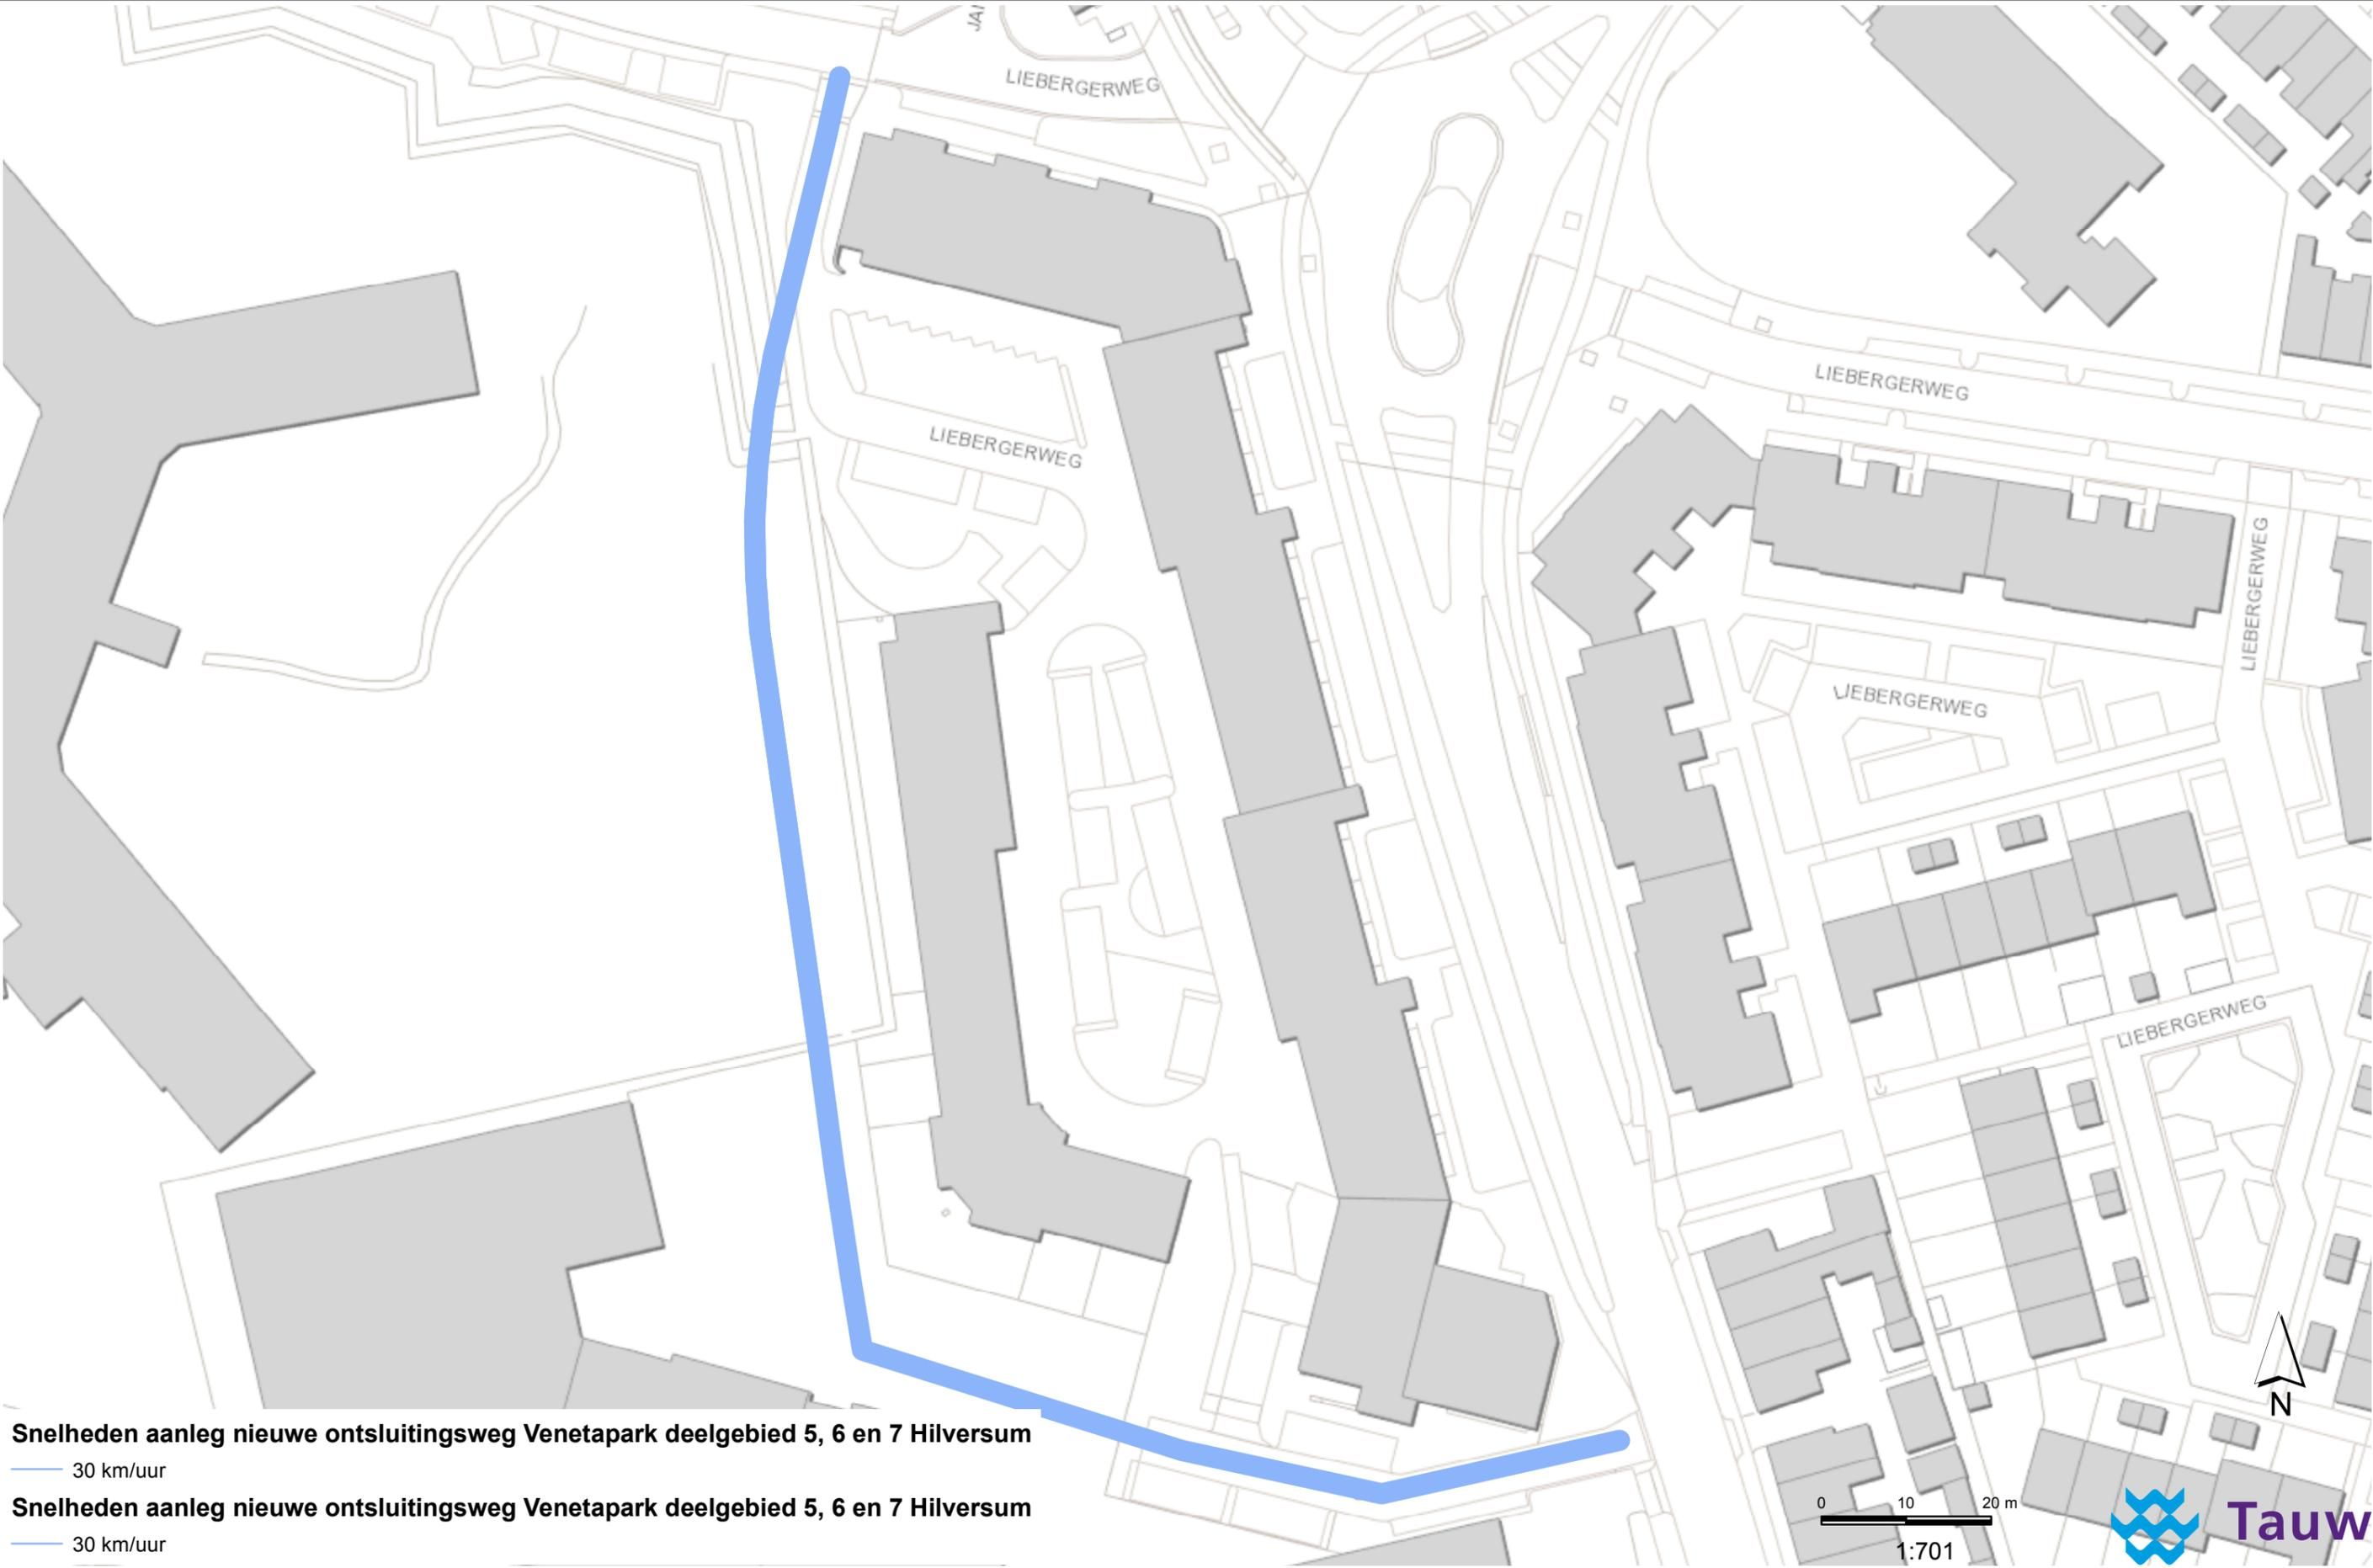 JAI
LIEBERGERWEG
LIEBERGERWEG
LIEBERGERWEG
LIEBERGERWEG
LIEBERGERWEG
LIEBERGERWEG
Snelheden aanleg nieuwe ontsluitingsweg Venetapark deelgebied 5, 6 en 7 Hilversum
30 km/uur
Snelheden aanleg nieuwe ontsluitingsweg Venetapark deelgebied 5, 6 en 7 Hilversum
30 km/uur
N
0 10 20 m
1:701
Tauw